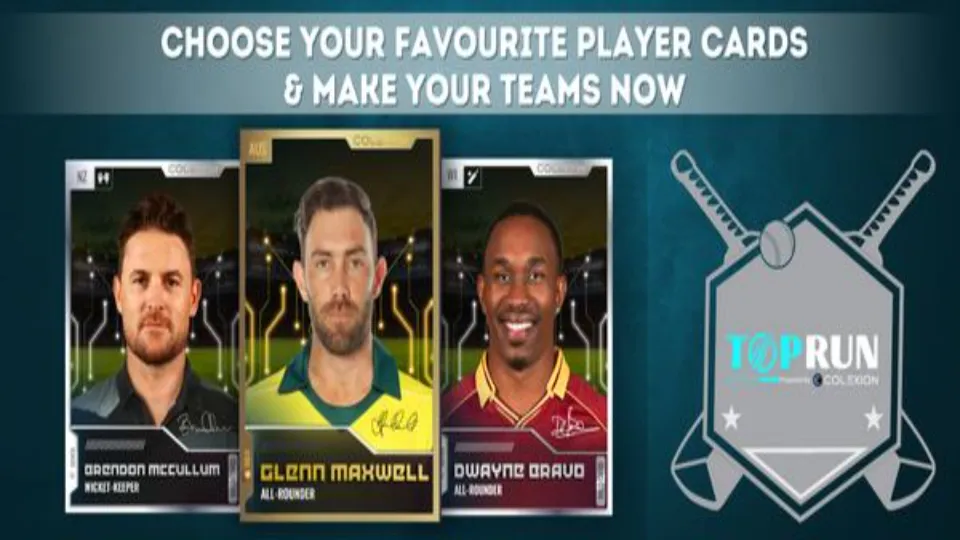 CHOOSE YOUR FAVOURITE PLAYER CARDS
& MAKE YOUR TEAMS NOW
NZ
AUS
WI
BRENDON MCCULLUM
WICKET-KEEPER
GLENN MAXWELL
ALL-ROUNDER
DWAYNE BRAVO
ALL-ROUNDER
TOPRUN
COLEXION